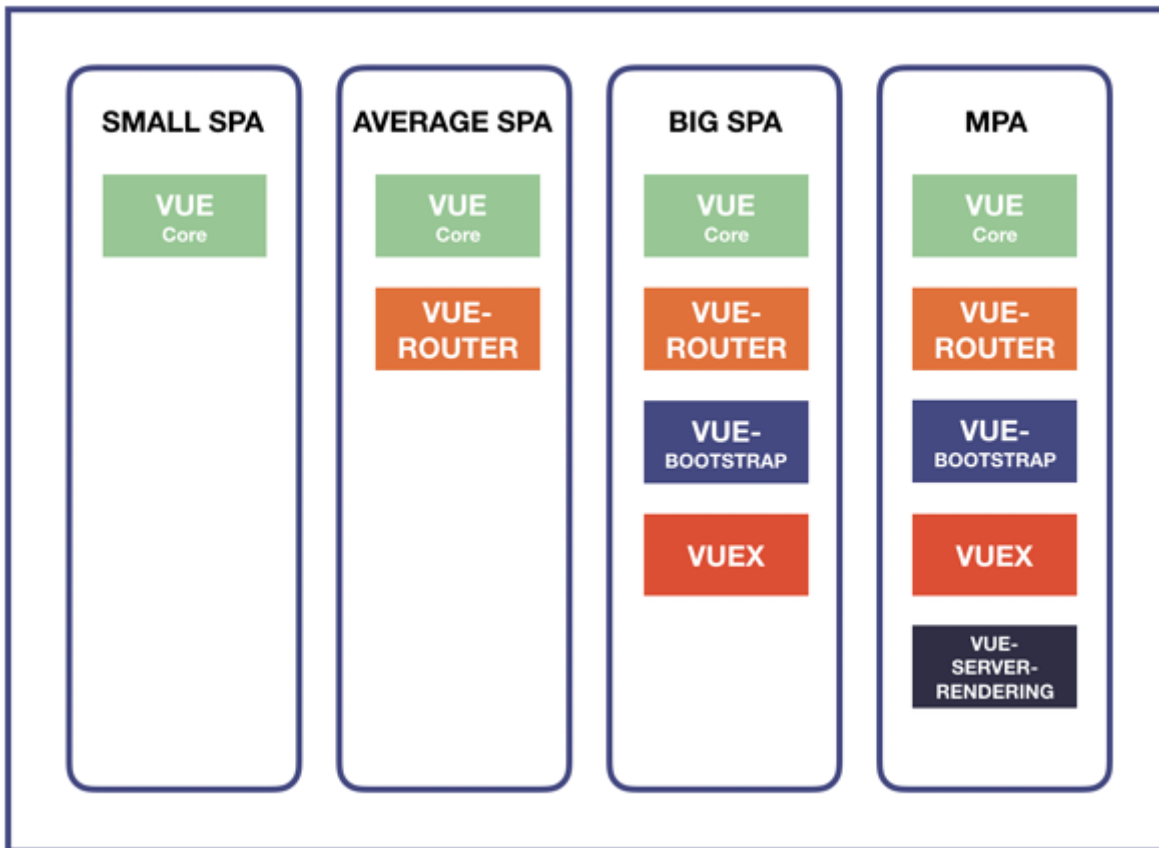 SMALL SPA
VUE
Core
AVERAGE SPA
VUE
Core
VUE-
ROUTER
BIG SPA
VUE
Core
VUE-
ROUTER
VUE-
BOOTSTRAP
VUEX
MPA
VUE
Core
VUE-
ROUTER
VUE-
BOOTSTRAP
VUEX
VUE-
SERVER-
RENDERING